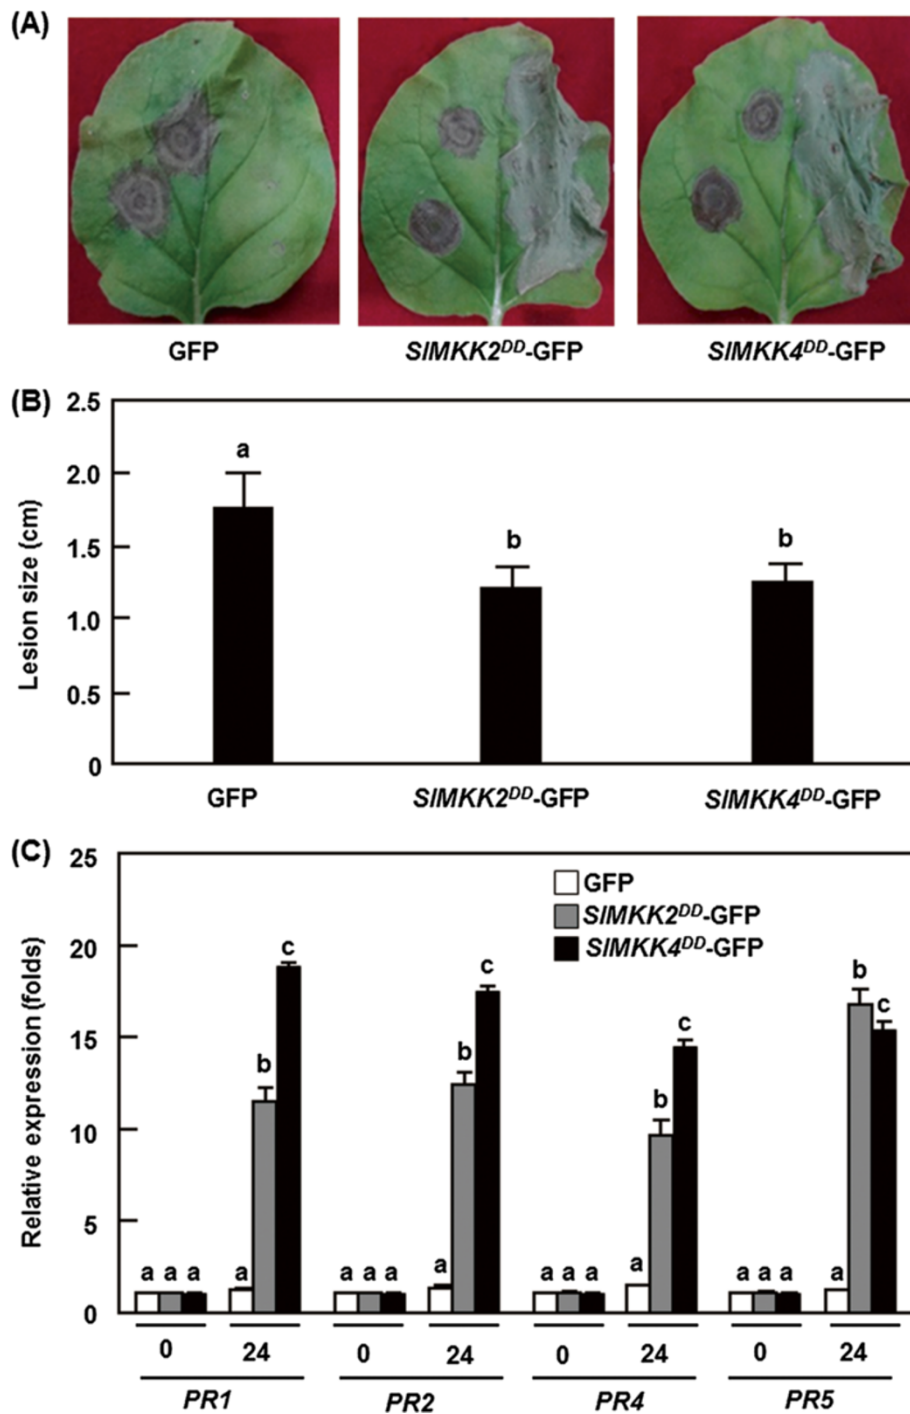 (A)
GFP SlMKK2DD-GFP SlMKK4DD-GFP
(B)
2.5
2.0
1.5
1.0
0.5
0
Lesion size (cm)
a b b
GFP SlMKK2DD-GFP SlMKK4DD-GFP
(C)
25
20
15
10
5
0
Relative expression (folds)
GFP
SlMKK2DD-GFP
SlMKK4DD-GFP
a a a a b c a a a a b c a a a a b c a a a a b c
0 24 0 24 0 24 0 24
PR1 PR2 PR4 PR5